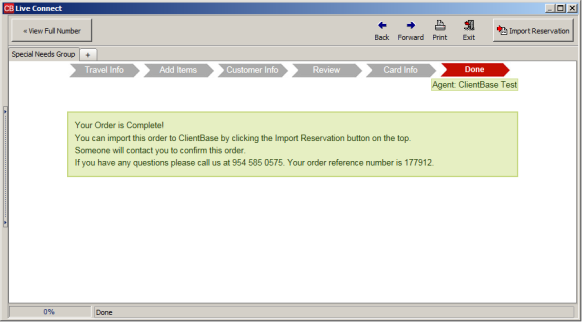 CB Live Connect
« View Full Number
Back Forward Print Exit
Import Reservation
Special Needs Group +
Travel Info Add Items Customer Info Review Card Info Done
Agent: ClientBase Test
Your Order is Complete!
You can import this order to ClientBase by clicking the Import Reservation button on the top.
Someone will contact you to confirm this order.
If you have any questions please call us at 954 585 0575. Your order reference number is 177912.
0% Done